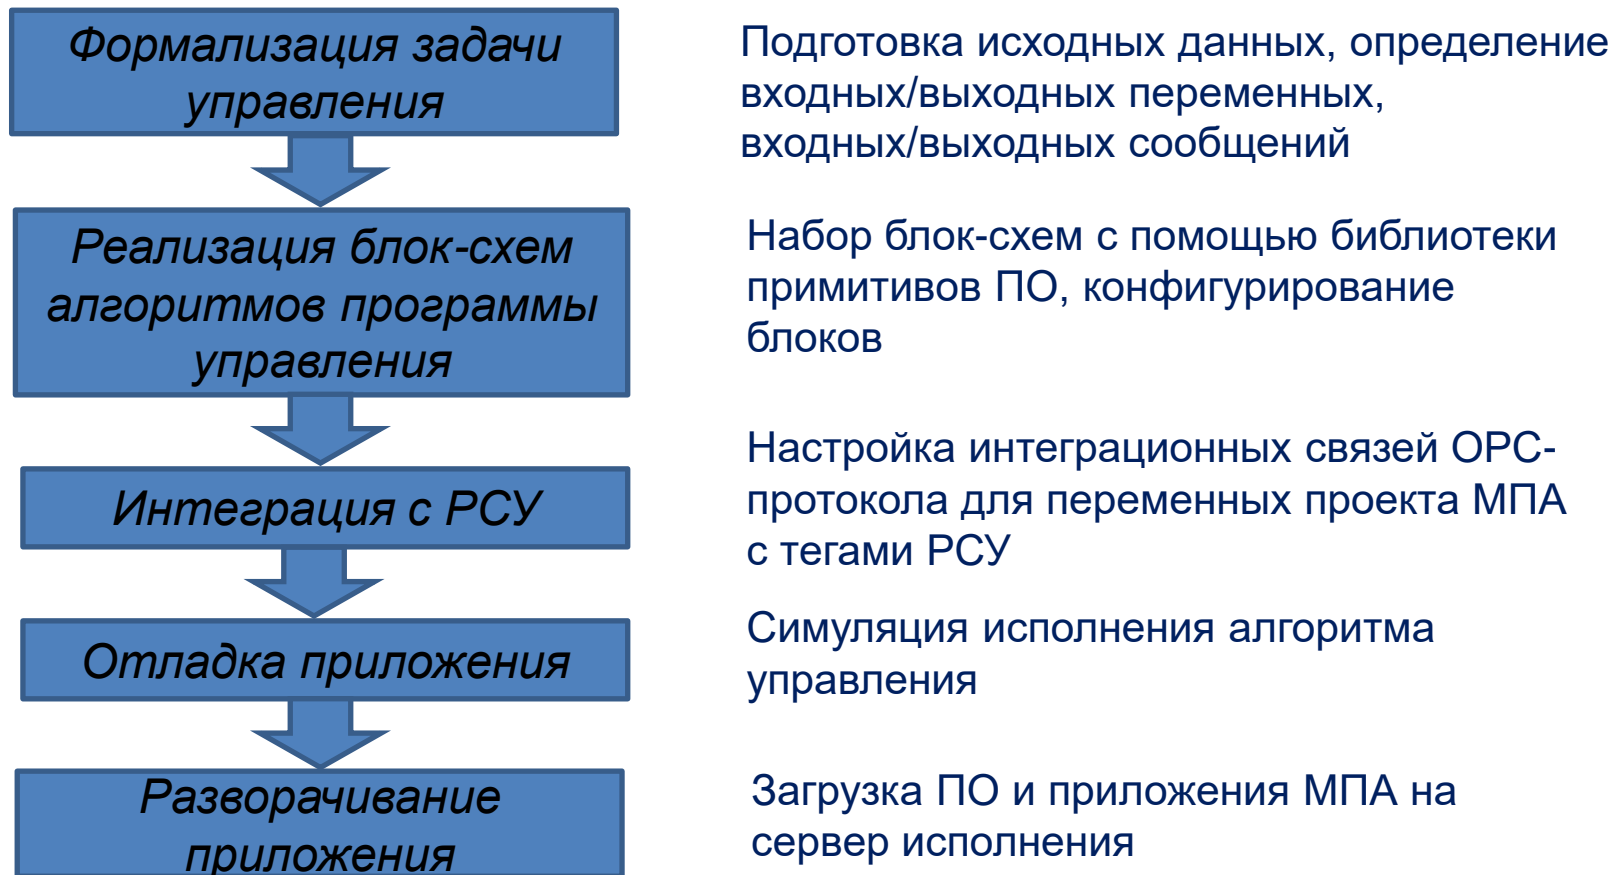 Формализация задачи
управления
Подготовка исходных данных, определение
входных/выходных переменных,
входных/выходных сообщений
Реализация блок-схем
алгоритмов программы
управления
Набор блок-схем с помощью библиотеки
примитивов ПО, конфигурирование
блоков
Интеграция с РСУ
Настройка интеграционных связей ОРС-
протокола для переменных проекта МПА
с тегами РСУ
Отладка приложения
Симуляция исполнения алгоритма
управления
Разворачивание
приложения
Загрузка ПО и приложения МПА на
сервер исполнения